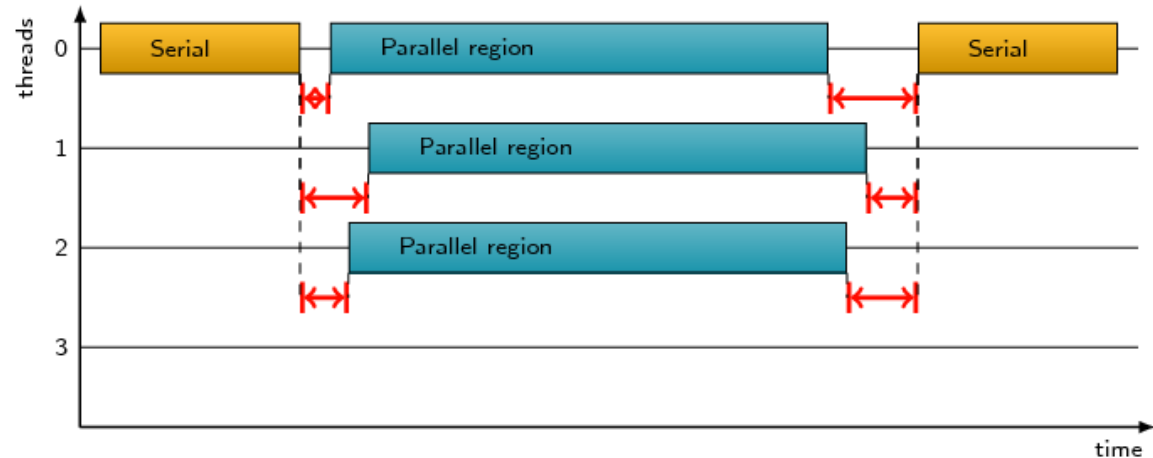 threads
0
Serial
Parallel region
Serial
1
Parallel region
2
Parallel region
3
time